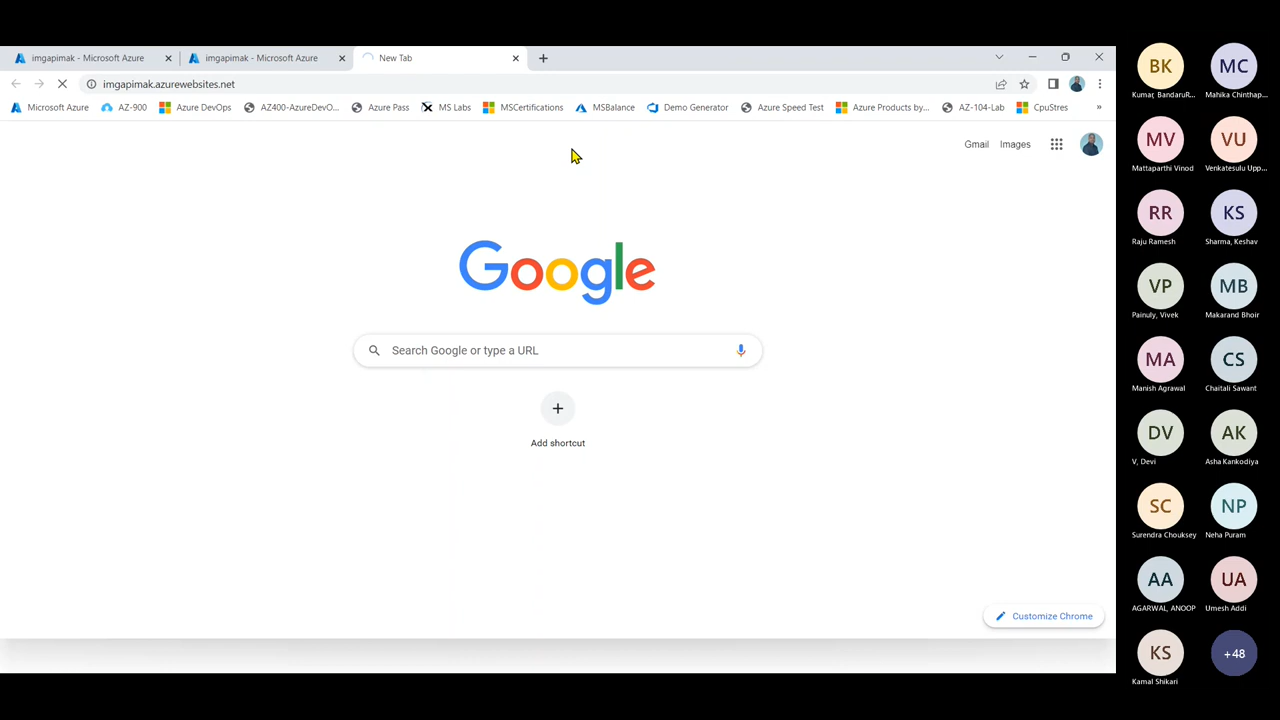 imgapimak - Microsoft Azure
imgapimak - Microsoft Azure
New Tab
imgapimak.azurewebsites.net
Microsoft Azure
AZ-900
Azure DevOps
AZ400-AzureDevO...
Azure Pass
MS Labs
MSCertifications
MSBalance
Demo Generator
Azure Speed Test
Azure Products by...
AZ-104-Lab
CpuStres
»
Gmail
Images
Google
Search Google or type a URL
Add shortcut
Customize Chrome
BK
Kumar, BandaruR...
MC
Mahika Chinthap...
MV
Mattaparthi Vinod
VU
Venkatesulu Upp...
RR
Raju Ramesh
KS
Sharma, Keshav
VP
Painuly, Vivek
MB
Makarand Bhoir
MA
Manish Agrawal
CS
Chaitali Sawant
DV
V, Devi
AK
Asha Kankodiya
SC
Surendra Chouksey
NP
Neha Puram
AA
AGARWAL, ANOOP
UA
Umesh Addi
KS
Kamal Shikari
+48